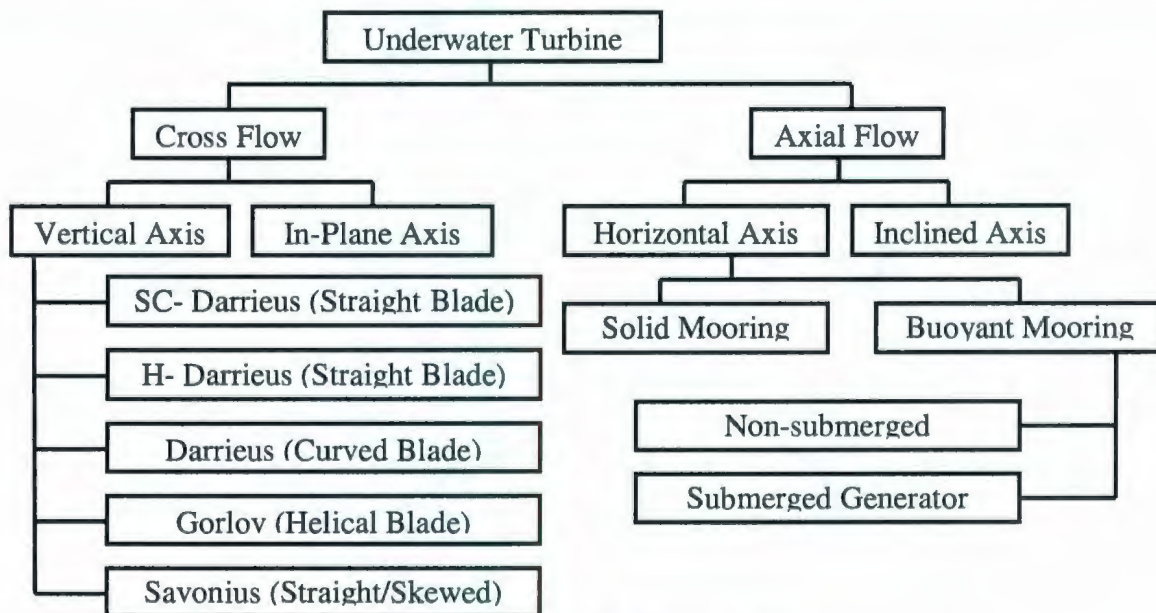 Underwater Turbine
Cross Flow
Axial Flow
Vertical Axis
In-Plane Axis
Horizontal Axis
Inclined Axis
SC- Darrieus (Straight Blade)
H- Darrieus (Straight Blade)
Darrieus (Curved Blade)
Gorlov (Helical Blade)
Savonius (Straight/Skewed)
Solid Mooring
Buoyant Mooring
Non-submerged
Submerged Generator